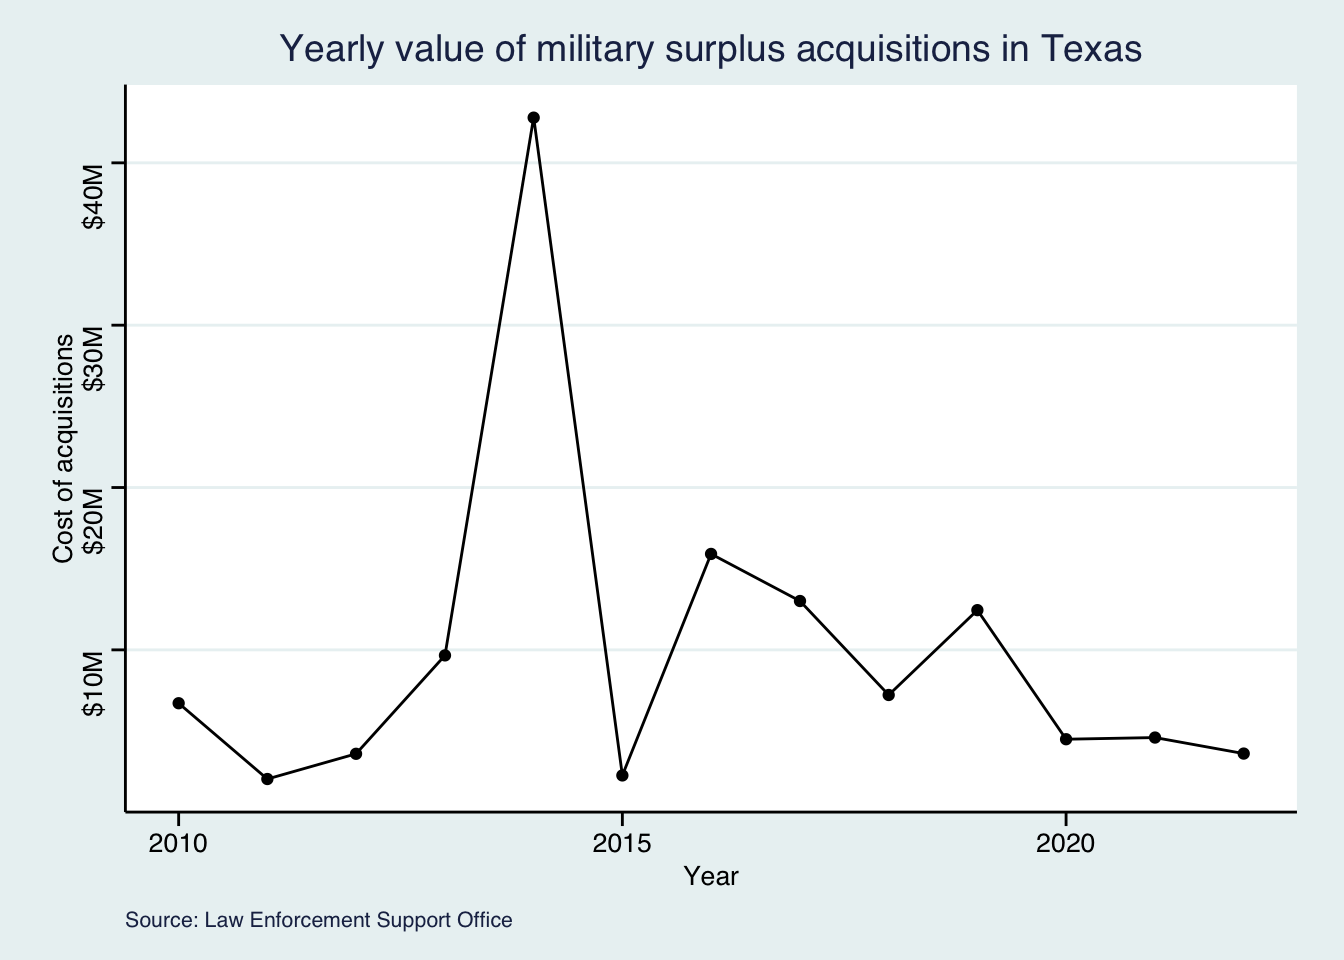 Yearly value of military surplus acquisitions in Texas
Cost of acquisitions
$40M
$30M
$20M
$10M
2010
2015
2020
Year
Source: Law Enforcement Support Office